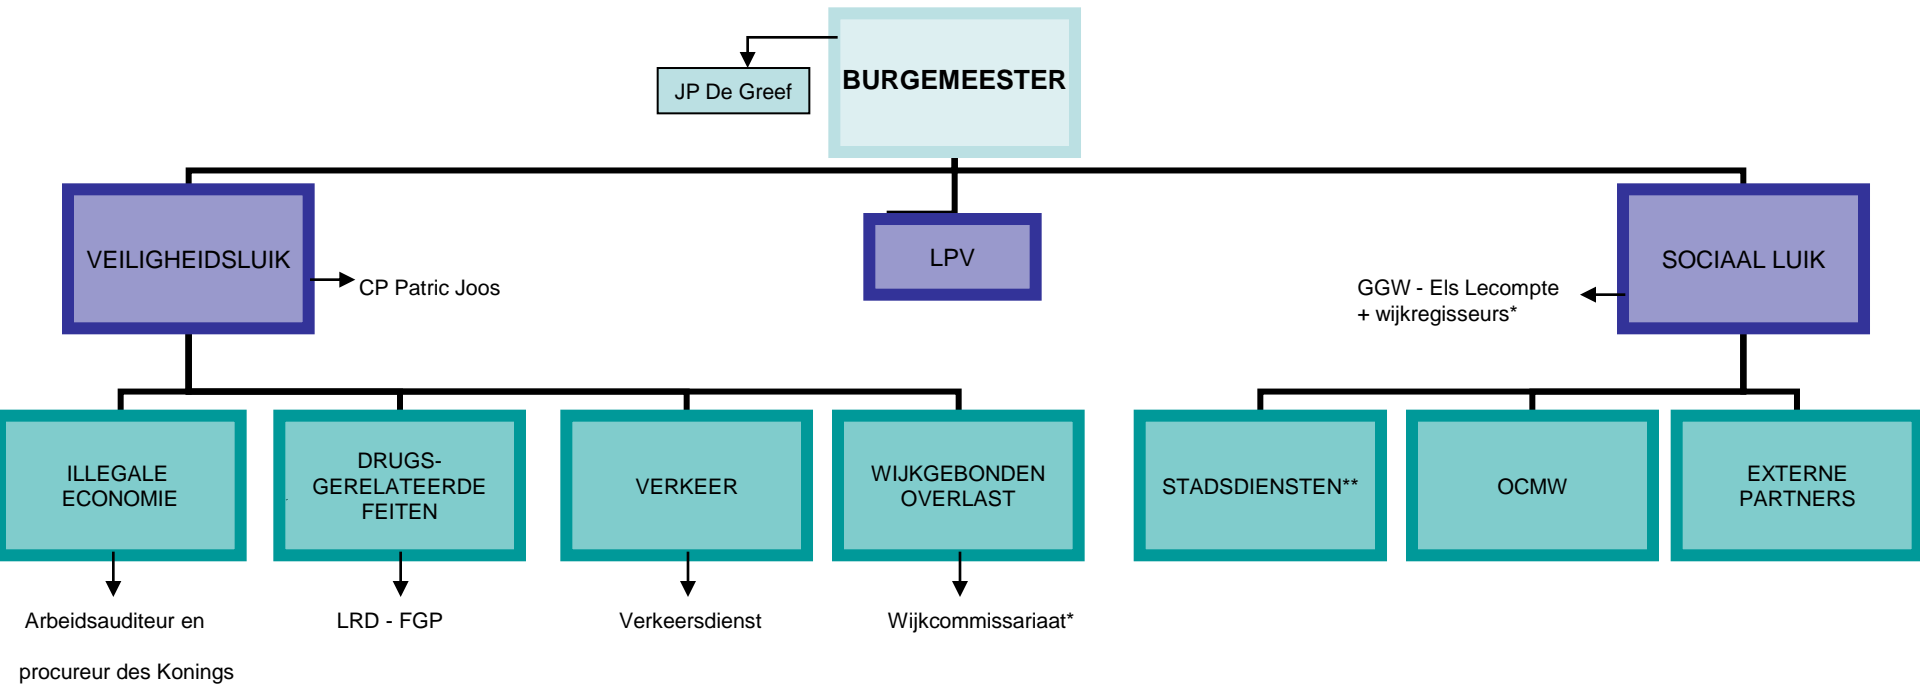 BURGEMEESTER
JP De Greef
VEILIGHEIDSLUIK
CP Patric Joos
LPV
GGW - Els Lecompte
+ wijkregisseurs*
SOCIAAL LUIK
ILLEGALE
ECONOMIE
DRUGS-
GERELATEERDE
FEITEN
VERKEER
WIJKGEBONDEN
OVERLAST
STADSDIENSTEN**
OCMW
EXTERNE
PARTNERS
Arbeidsauditeur en
procureur des Konings
LRD - FGP
Verkeersdienst
Wijkcommissariaat*